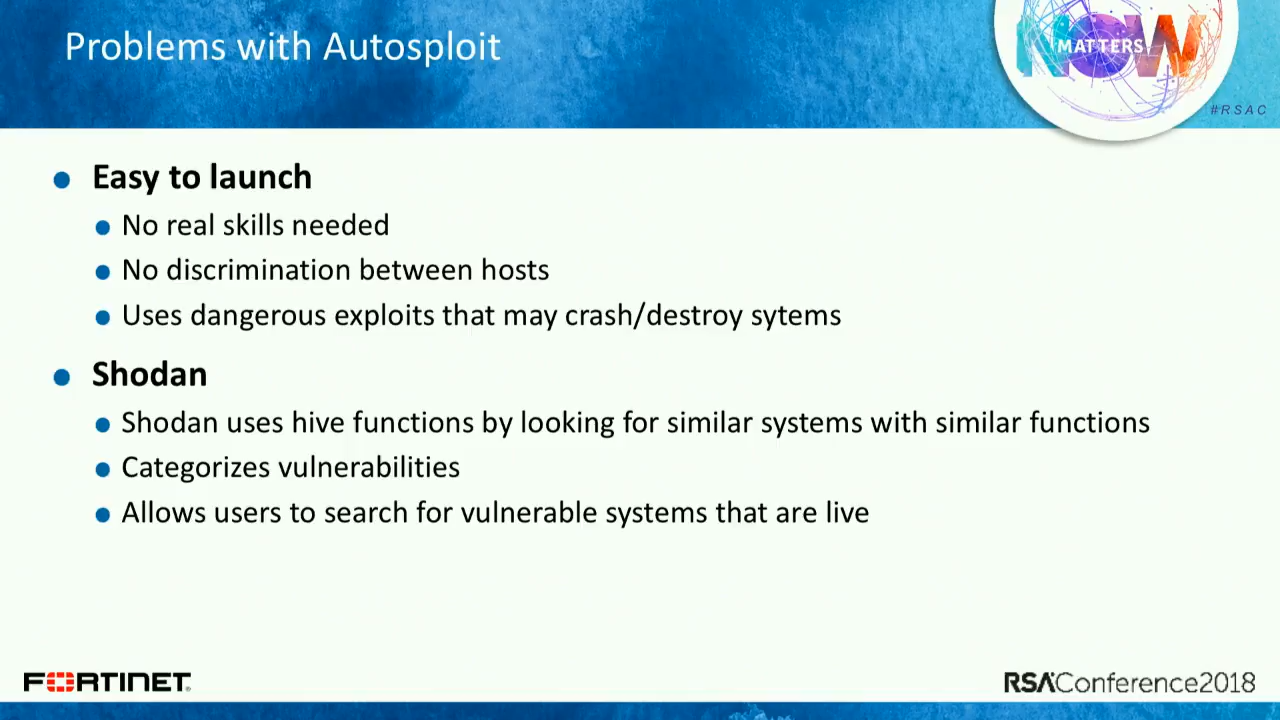 Problems with Autosploit
NOW
MATTERS
#RSAC
Easy to launch
No real skills needed
No discrimination between hosts
Uses dangerous exploits that may crash/destroy sytems
Shodan
Shodan uses hive functions by looking for similar systems with similar functions
Categorizes vulnerabilities
Allows users to search for vulnerable systems that are live
FORTINET®
RSAConference2018